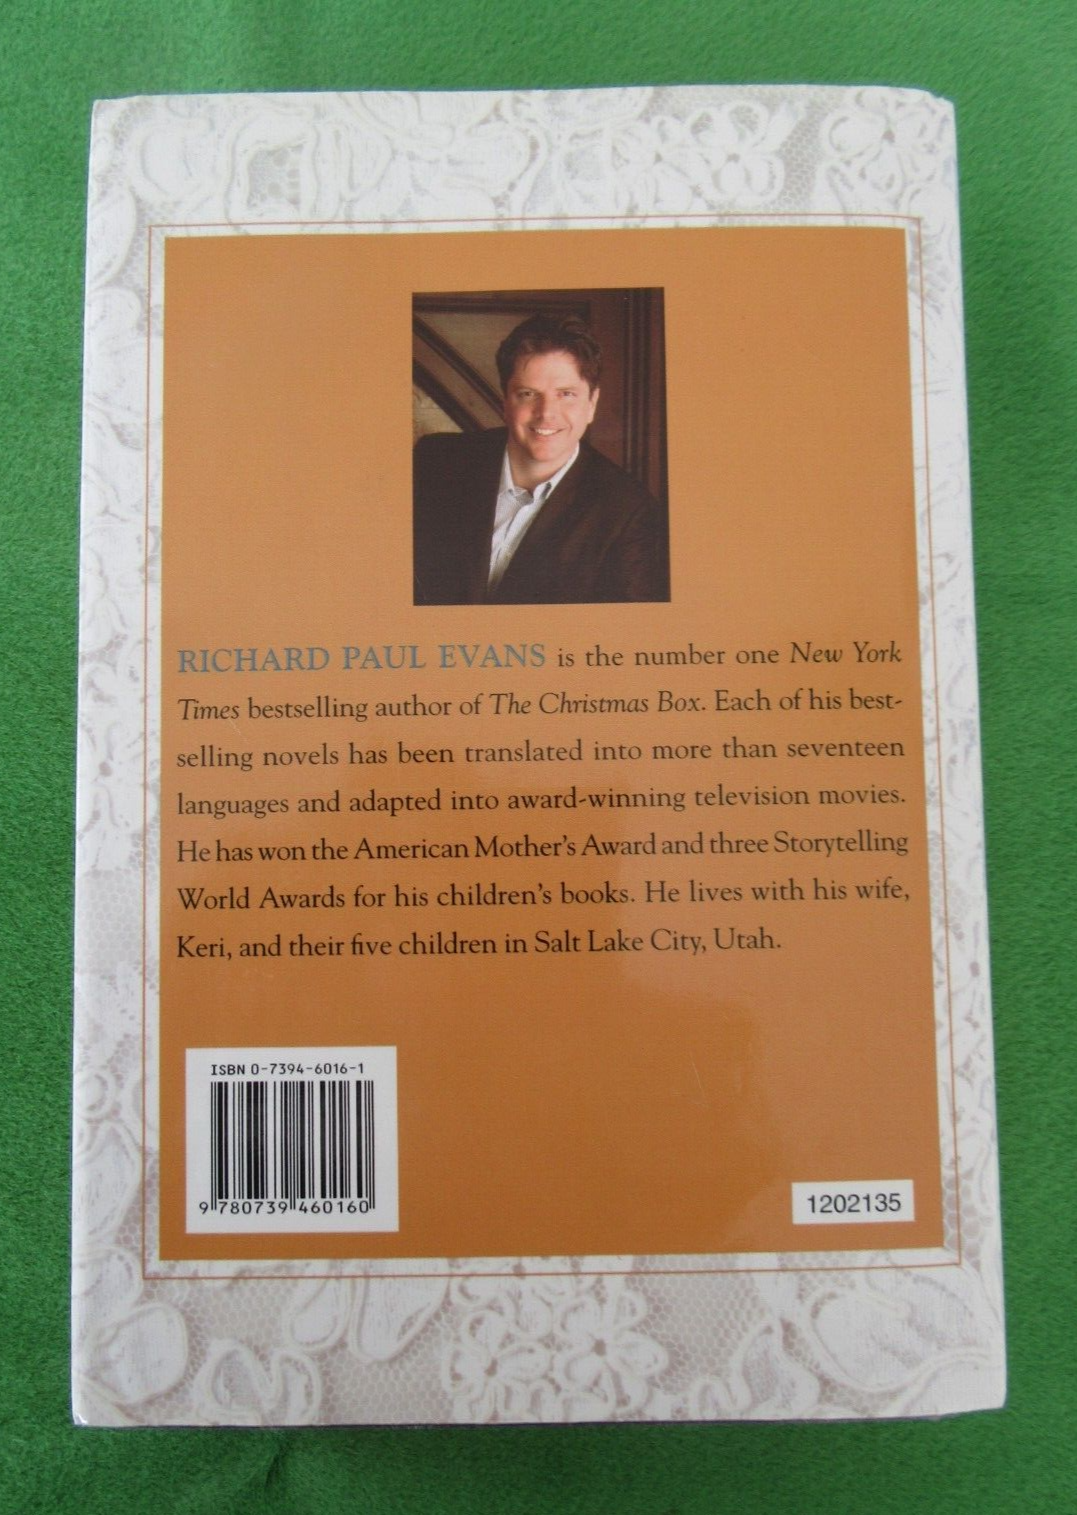 RICHARD PAUL EVANS is the number one New York
Times bestselling author of The Christmas Box. Each of his best-
selling novels has been translated into more than seventeen
languages and adapted into award-winning television movies.
He has won the American Mother's Award and three Storytelling
World Awards for his children's books. He lives with his wife,
Keri, and their five children in Salt Lake City, Utah.
ISBN 0-7394-6016-1
9 780739 460160
1202135